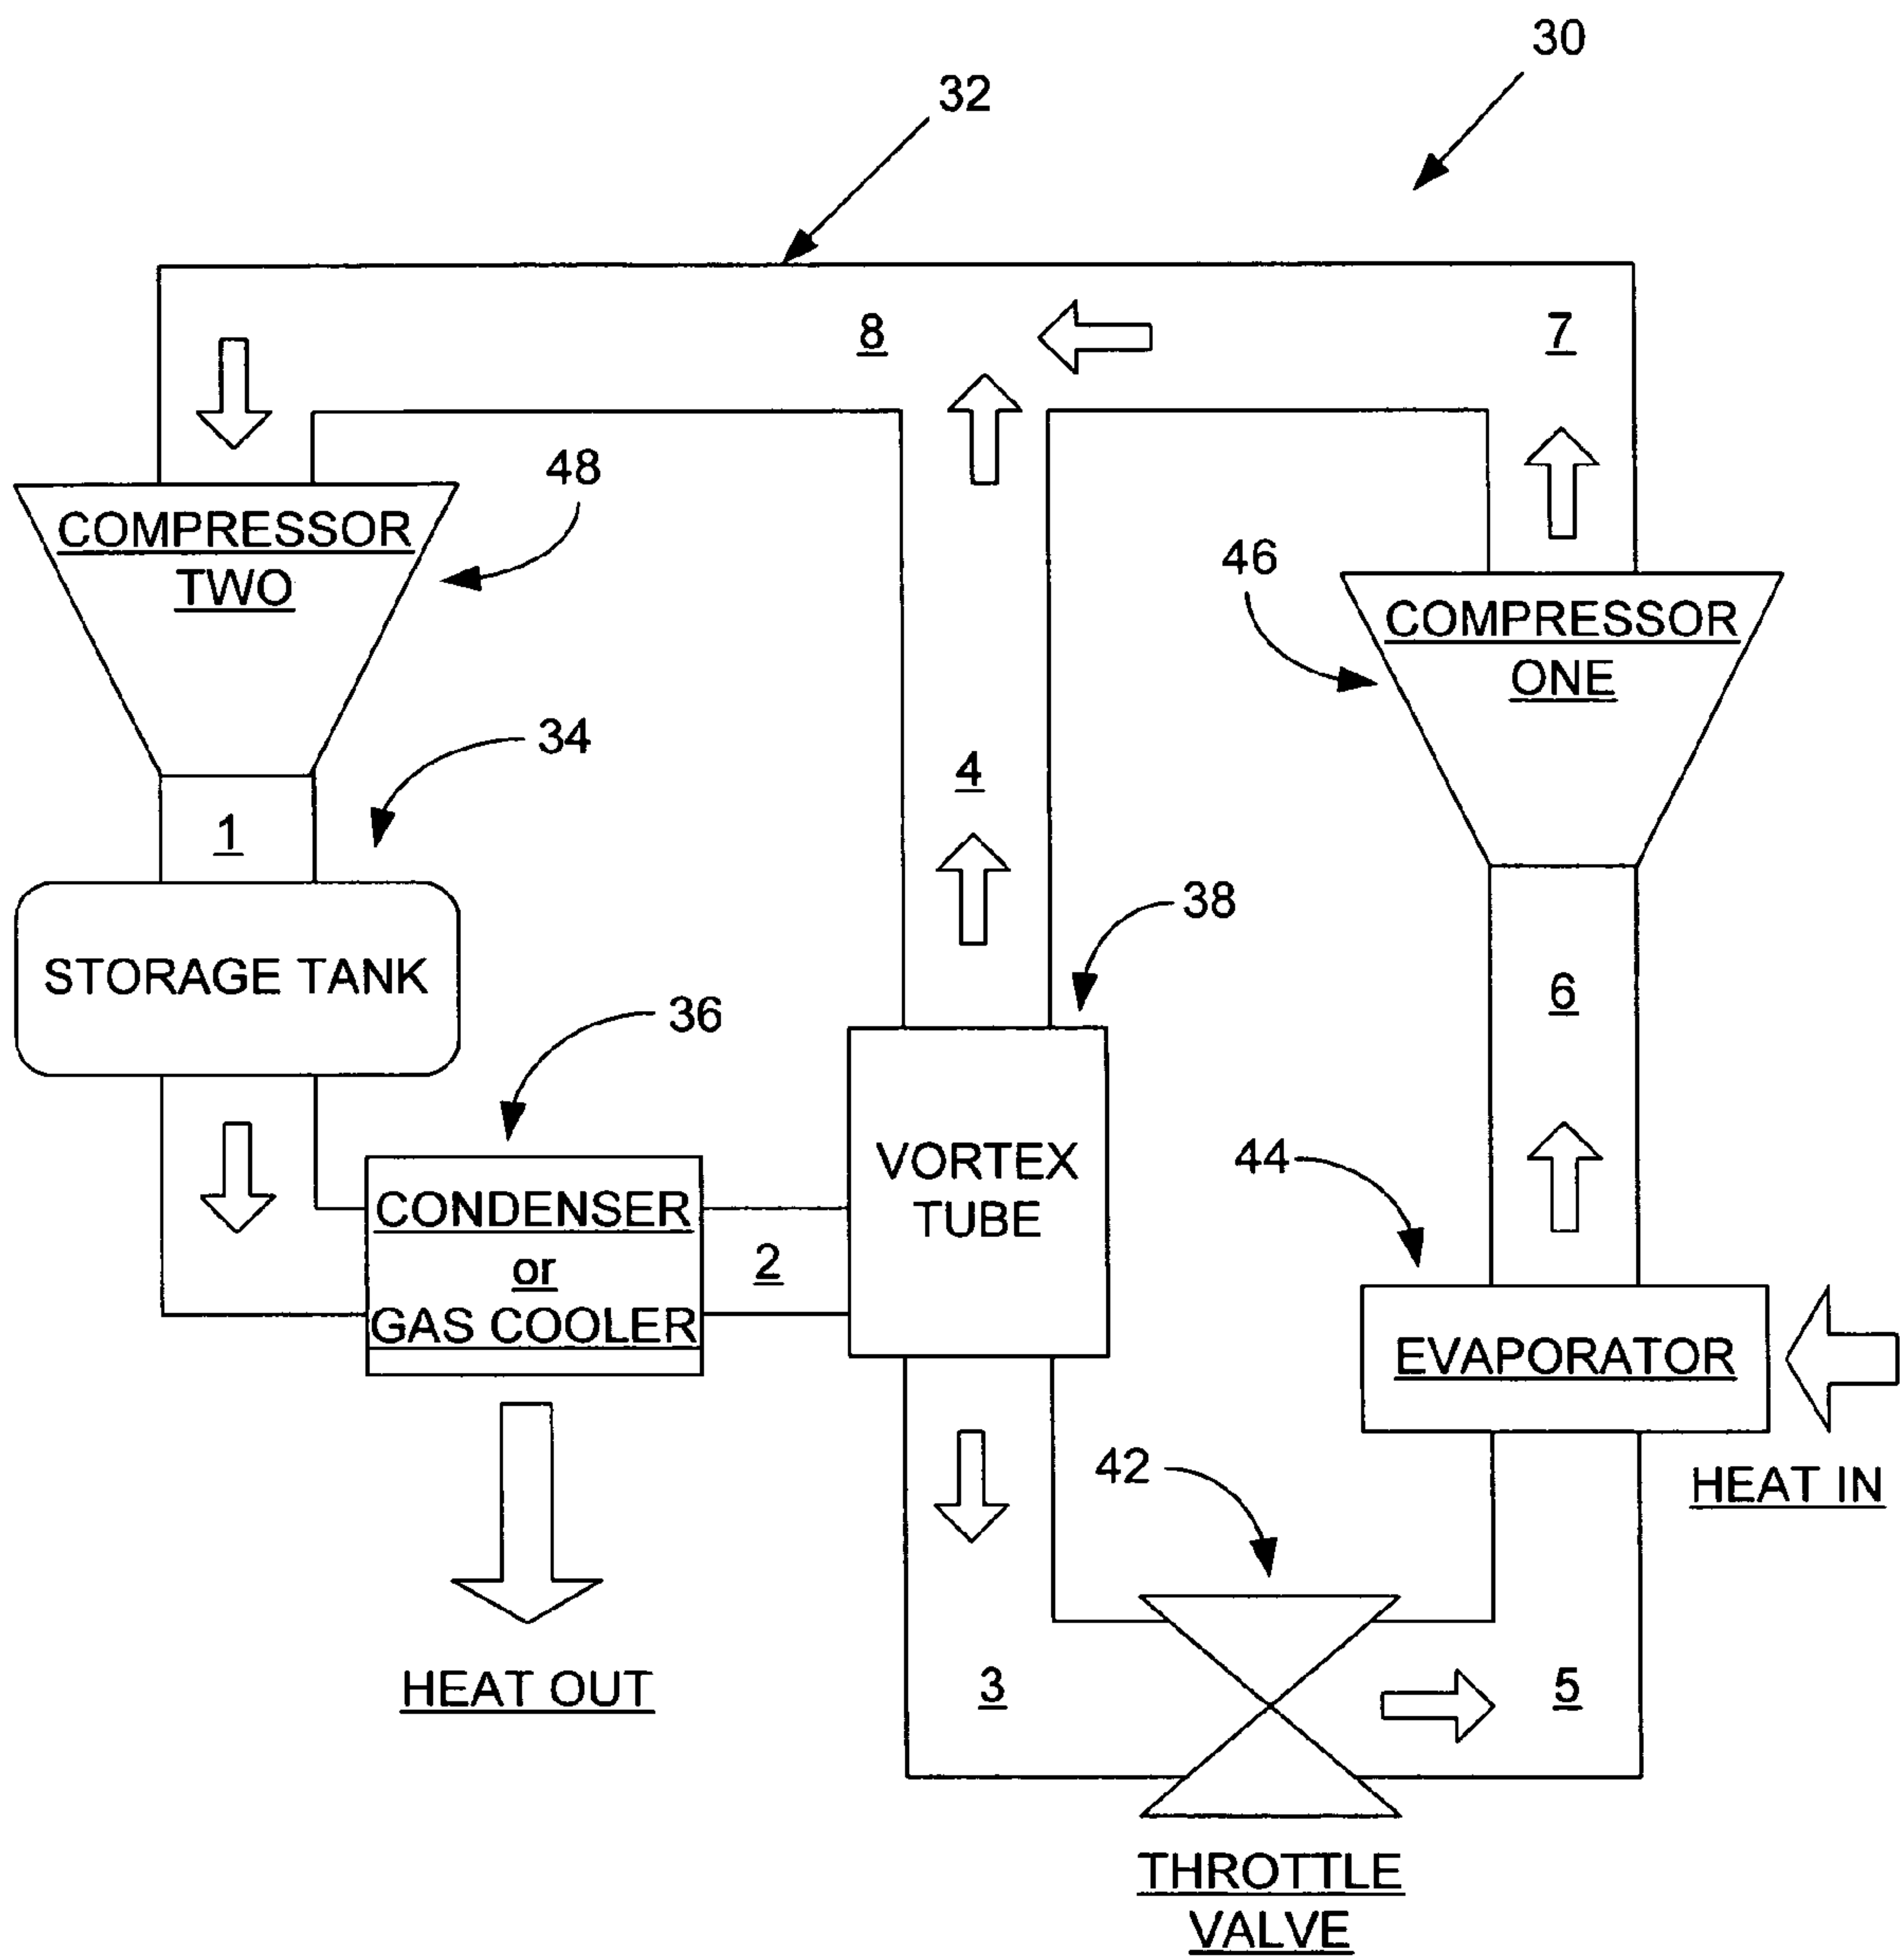 30
32
8
7
48
COMPRESSOR
TWO
46
COMPRESSOR
ONE
34
4
1
38
STORAGE TANK
6
36
VORTEX
TUBE
44
CONDENSER
or
GAS COOLER
2
EVAPORATOR
42
HEAT IN
HEAT OUT
3
5
THROTTLE
VALVE